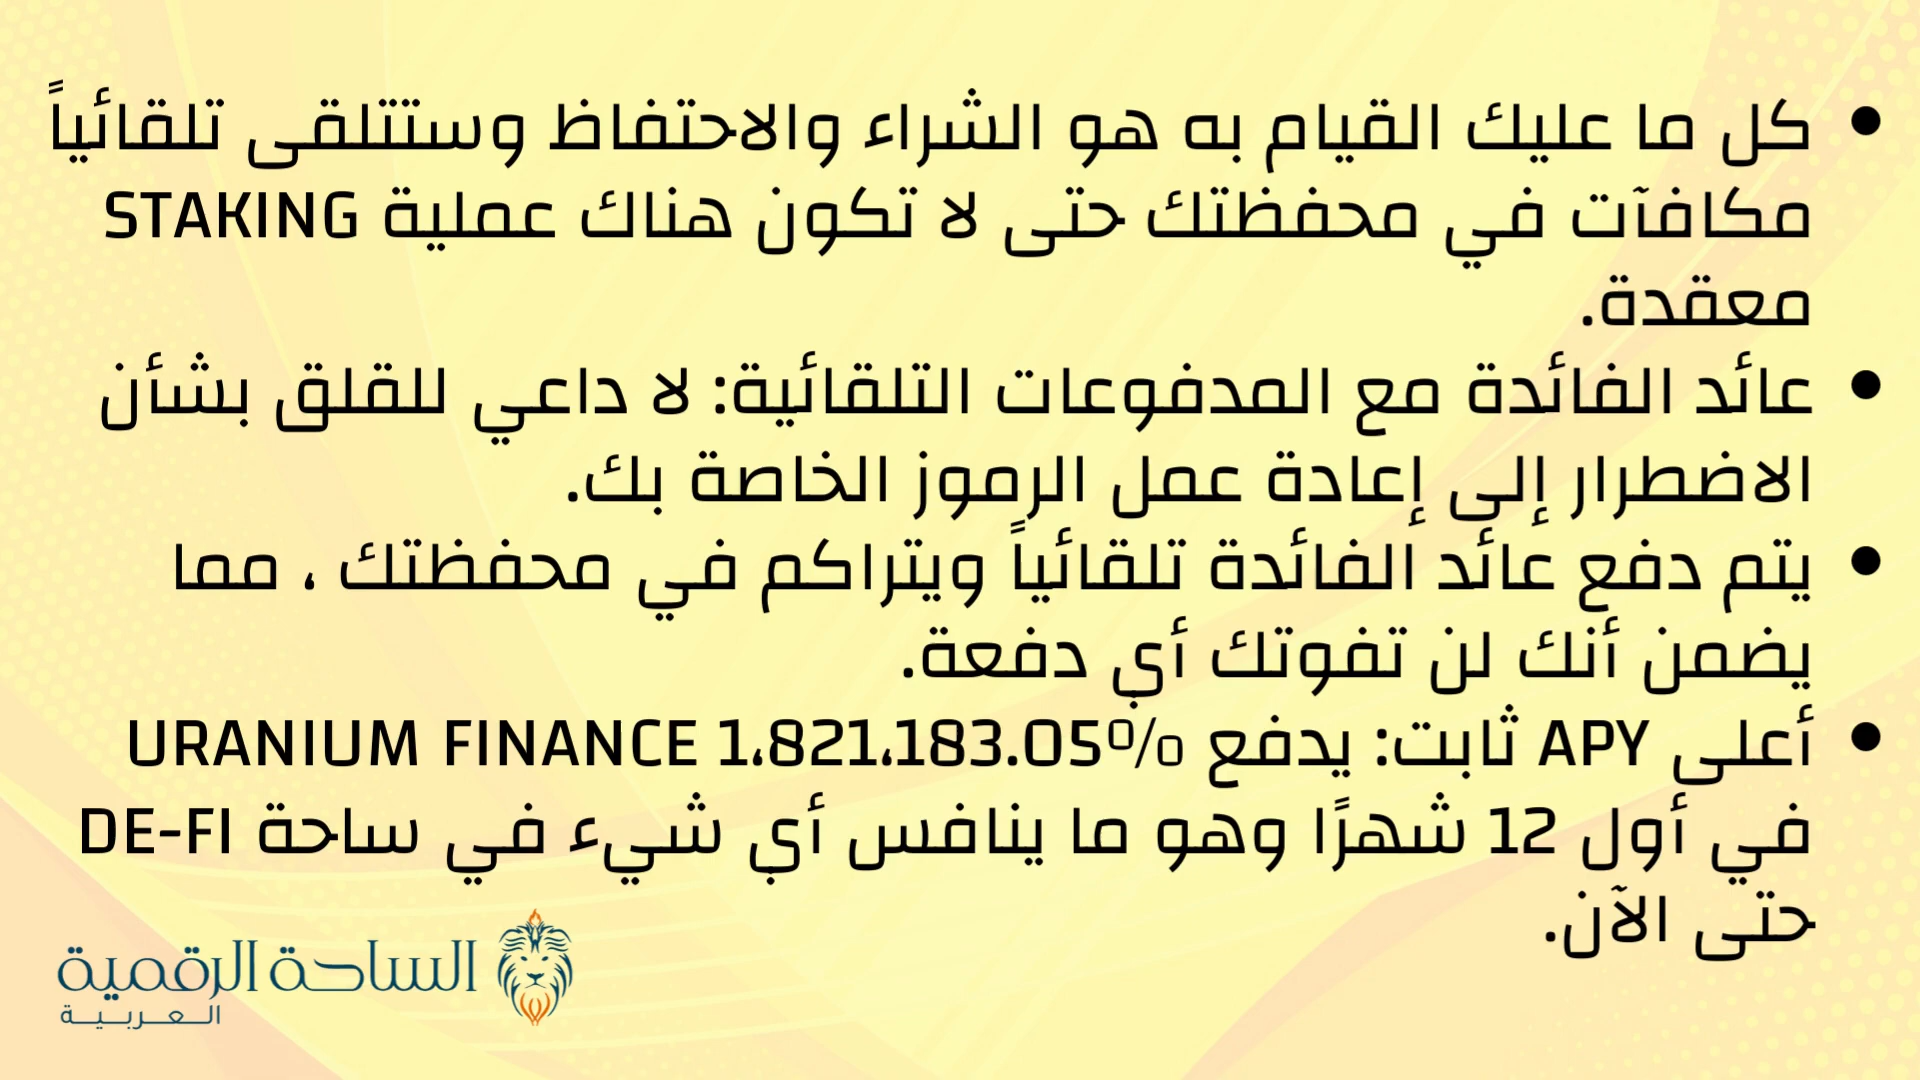 • كل ما عليك القيام به هو الشراء والاحتفاظ وستتلقى تلقائياً
مكافآت في محفظتك حتى لا تكون هناك عملية STAKING
معقدة.
• عائد الفائدة مع المدفوعات التلقائية: لا داعي للقلق بشأن
الاضطرار إلى إعادة عمل الرموز الخاصة بك.
• يتم دفع عائد الفائدة تلقائياً ويتراكم في محفظتك ، مما
يضمن أنك لن تفوتك أي دفعة.
• أعلى APY ثابت: يدفع URANIUM FINANCE 1،821،183.05%
في أول 12 شهرًا وهو ما ينافس أي شيء في ساحة DE-FI
حتى الآن.
الساحة الرقمية
العربية